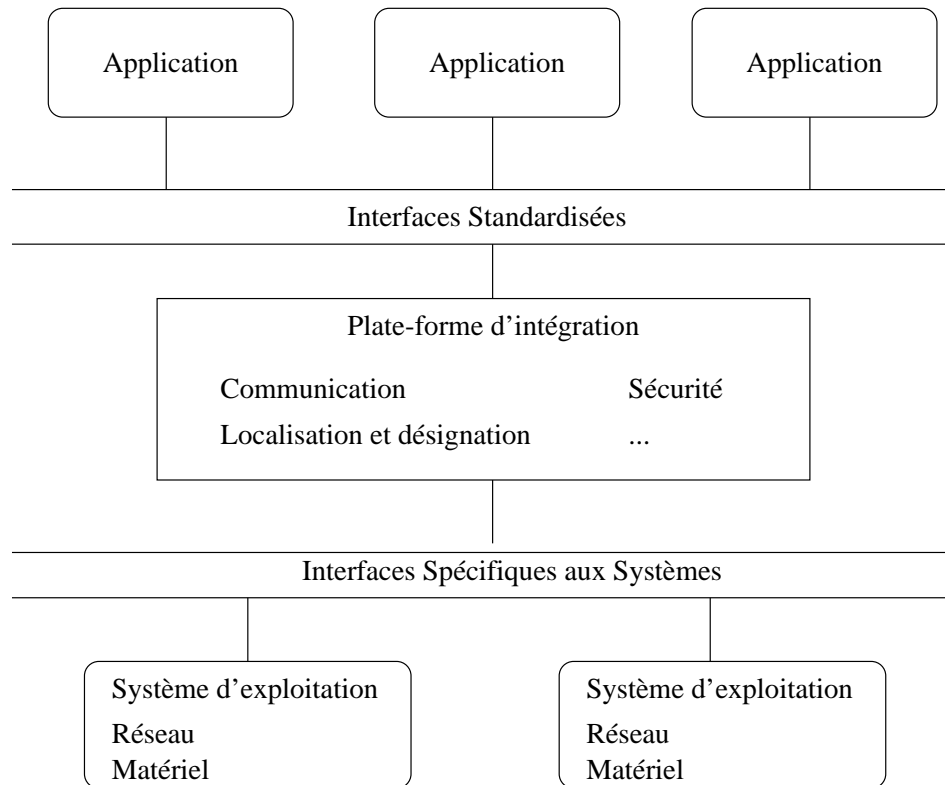 Application
Application
Application
Interfaces Standardisées
Plate-forme d'intégration
Communication
Sécurité
Localisation et désignation
...
Interfaces Spécifiques aux Systèmes
Système d'exploitation
Réseau
Matériel
Système d'exploitation
Réseau
Matériel